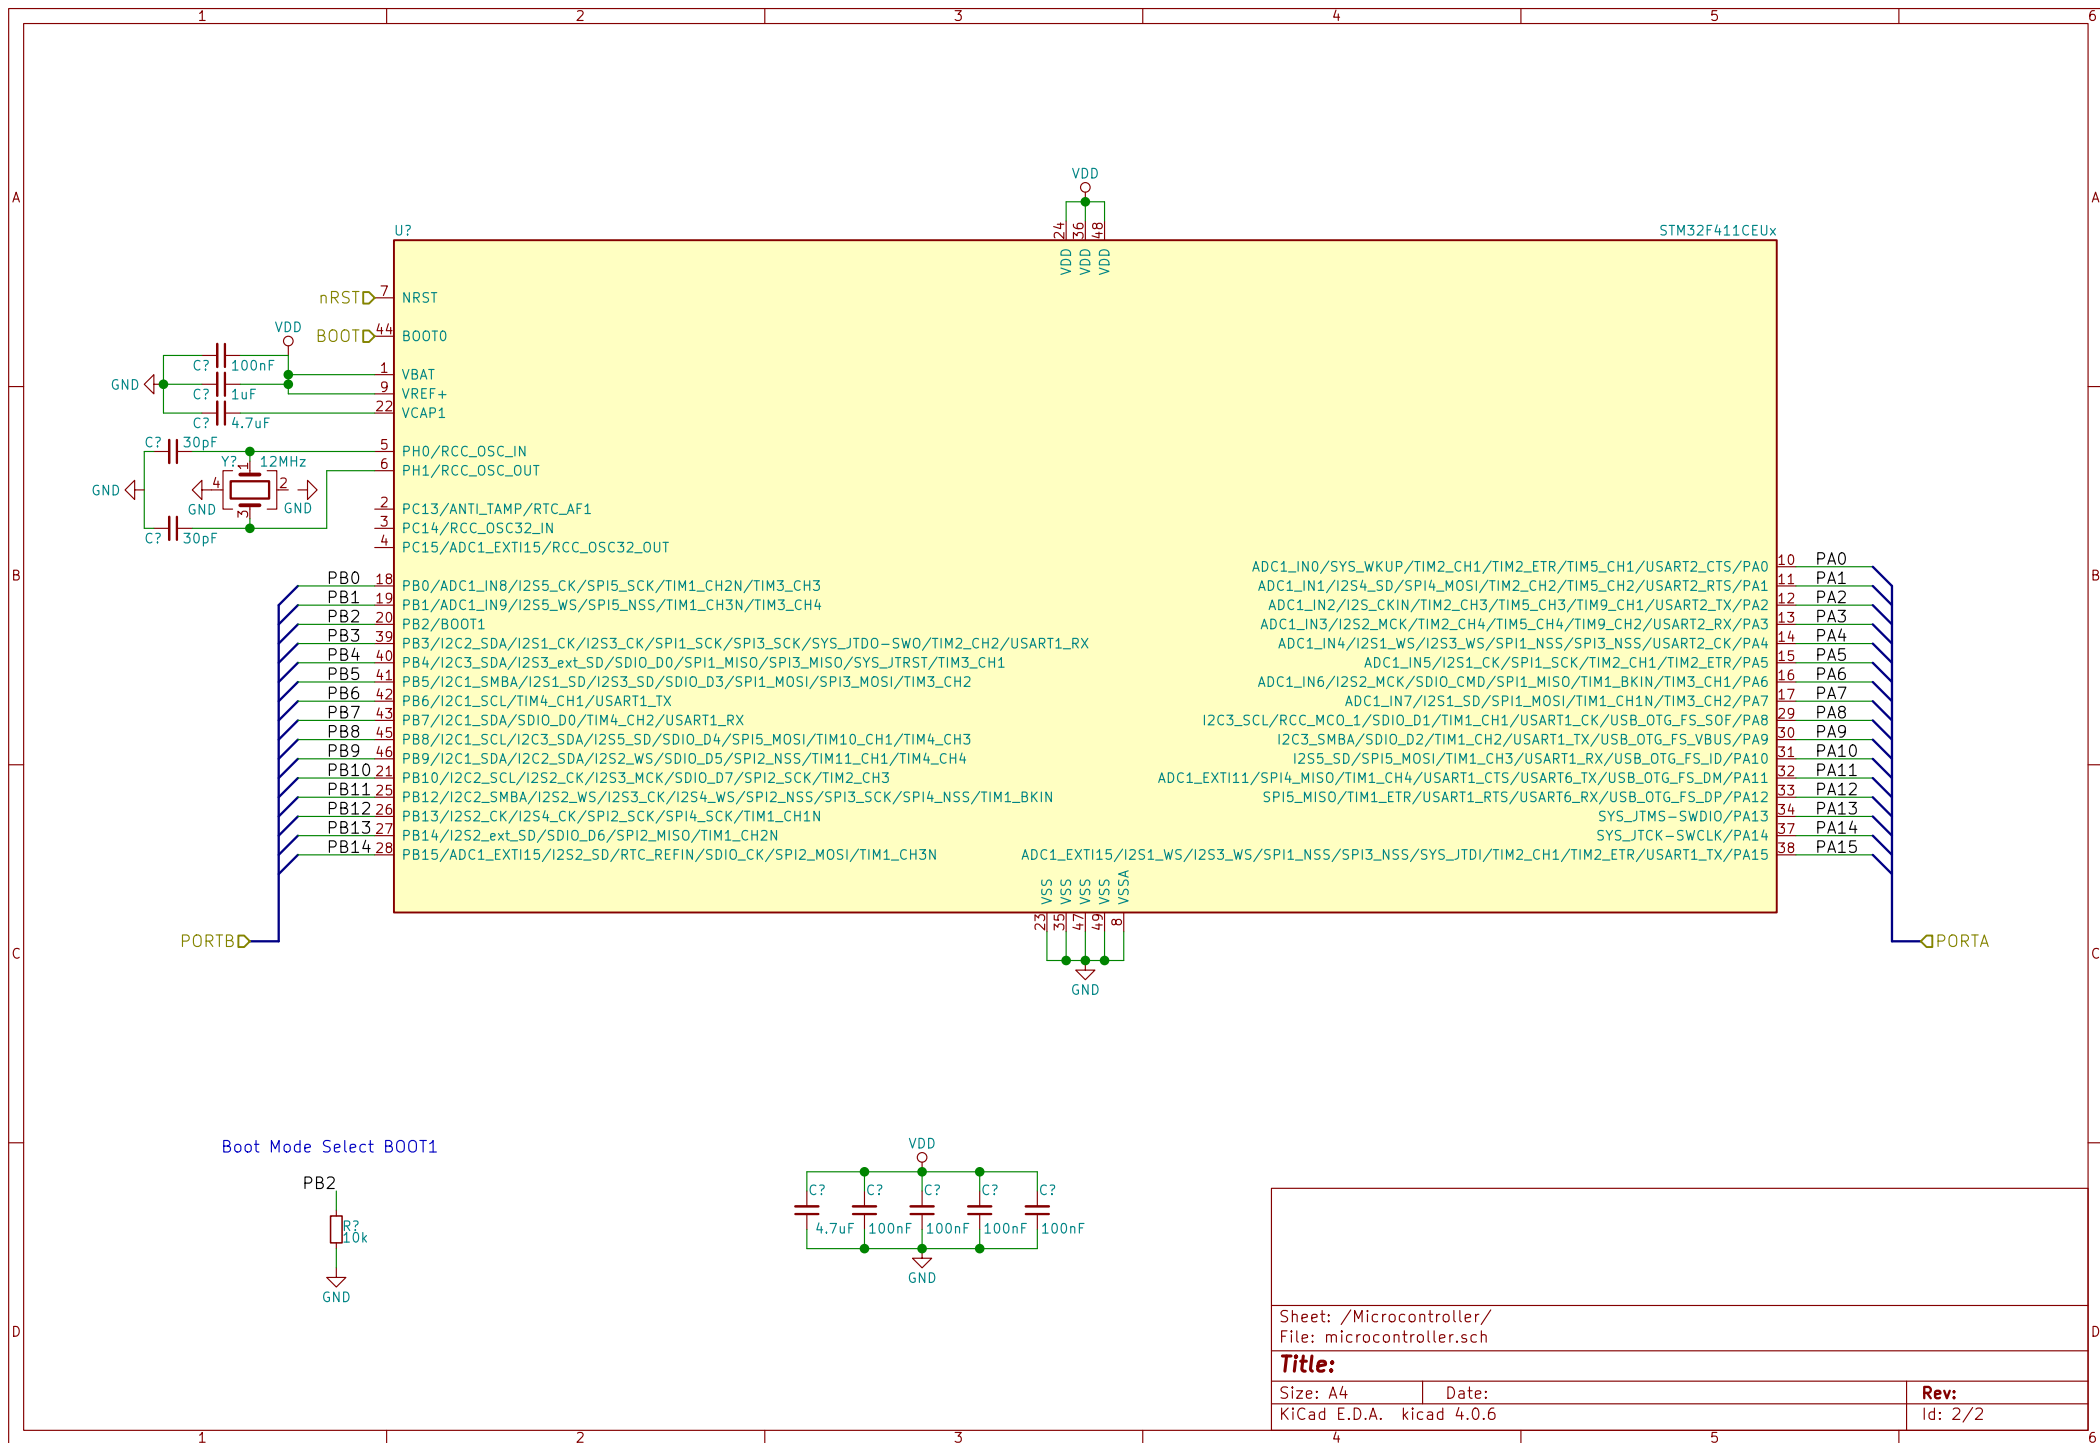 1 2 3 4 5 6
A A
VDD
U? STM32F411CEUx
24 36 48
VDD VDD VDD
nRST 7 NRST
VDD
BOOT 44 BOOT0
C? 100nF
1 VBAT
GND
C? 1uF
9 VREF+
22 VCAP1
C? 4.7uF
C? 30pF
5 PH0/RCC_OSC_IN
Y? 12MHz
1
6 PH1/RCC_OSC_OUT
GND 4 2
GND GND
3
2 PC13/ANTI_TAMP/RTC_AF1
3 PC14/RCC_OSC32_IN
C? 30pF
4 PC15/ADC1_EXTI15/RCC_OSC32_OUT
B B
PB0 18 PB0/ADC1_IN8/I2S5_CK/SPI5_SCK/TIM1_CH2N/TIM3_CH3
PB1 19 PB1/ADC1_IN9/I2S5_WS/SPI5_NSS/TIM1_CH3N/TIM3_CH4
PB2 20 PB2/BOOT1
PB3 39 PB3/I2C2_SDA/I2S1_CK/I2S3_CK/SPI1_SCK/SPI3_SCK/SYS_JTDO-SWO/TIM2_CH2/USART1_RX
PB4 40 PB4/I2C3_SDA/I2S3_ext_SD/SDIO_D0/SPI1_MISO/SPI3_MISO/SYS_JTRST/TIM3_CH1
PB5 41 PB5/I2C1_SMBA/I2S1_SD/I2S3_SD/SDIO_D3/SPI1_MOSI/SPI3_MOSI/TIM3_CH2
PB6 42 PB6/I2C1_SCL/TIM4_CH1/USART1_TX
PB7 43 PB7/I2C1_SDA/SDIO_D0/TIM4_CH2/USART1_RX
PB8 45 PB8/I2C1_SCL/I2C3_SDA/I2S5_SD/SDIO_D4/SPI5_MOSI/TIM10_CH1/TIM4_CH3
PB9 46 PB9/I2C1_SDA/I2C2_SDA/I2S2_WS/SDIO_D5/SPI2_NSS/TIM11_CH1/TIM4_CH4
PB10 21 PB10/I2C2_SCL/I2S2_CK/I2S3_MCK/SDIO_D7/SPI2_SCK/TIM2_CH3
PB11 25 PB12/I2C2_SMBA/I2S2_WS/I2S3_CK/I2S4_WS/SPI2_NSS/SPI3_SCK/SPI4_NSS/TIM1_BKIN
PB12 26 PB13/I2S2_CK/I2S4_CK/SPI2_SCK/SPI4_SCK/TIM1_CH1N
PB13 27 PB14/I2S2_ext_SD/SDIO_D6/SPI2_MISO/TIM1_CH2N
PB14 28 PB15/ADC1_EXTI15/I2S2_SD/RTC_REFIN/SDIO_CK/SPI2_MOSI/TIM1_CH3N
ADC1_IN0/SYS_WKUP/TIM2_CH1/TIM2_ETR/TIM5_CH1/USART2_CTS/PA0 10 PA0
ADC1_IN1/I2S4_SD/SPI4_MOSI/TIM2_CH2/TIM5_CH2/USART2_RTS/PA1 11 PA1
ADC1_IN2/I2S_CKIN/TIM2_CH3/TIM5_CH3/TIM9_CH1/USART2_TX/PA2 12 PA2
ADC1_IN3/I2S2_MCK/TIM2_CH4/TIM5_CH4/TIM9_CH2/USART2_RX/PA3 13 PA3
ADC1_IN4/I2S1_WS/I2S3_WS/SPI1_NSS/SPI3_NSS/USART2_CK/PA4 14 PA4
ADC1_IN5/I2S1_CK/SPI1_SCK/TIM2_CH1/TIM2_ETR/PA5 15 PA5
ADC1_IN6/I2S2_MCK/SDIO_CMD/SPI1_MISO/TIM1_BKIN/TIM3_CH1/PA6 16 PA6
ADC1_IN7/I2S1_SD/SPI1_MOSI/TIM1_CH1N/TIM3_CH2/PA7 17 PA7
I2C3_SCL/RCC_MCO_1/SDIO_D1/TIM1_CH1/USART1_CK/USB_OTG_FS_SOF/PA8 29 PA8
I2C3_SMBA/SDIO_D2/TIM1_CH2/USART1_TX/USB_OTG_FS_VBUS/PA9 30 PA9
I2S5_SD/SPI5_MOSI/TIM1_CH3/USART1_RX/USB_OTG_FS_ID/PA10 31 PA10
ADC1_EXTI11/SPI4_MISO/TIM1_CH4/USART1_CTS/USART6_TX/USB_OTG_FS_DM/PA11 32 PA11
SPI5_MISO/TIM1_ETR/USART1_RTS/USART6_RX/USB_OTG_FS_DP/PA12 33 PA12
SYS_JTMS-SWDIO/PA13 34 PA13
SYS_JTCK-SWCLK/PA14 37 PA14
ADC1_EXTI15/I2S1_WS/I2S3_WS/SPI1_NSS/SPI3_NSS/SYS_JTDI/TIM2_CH1/TIM2_ETR/USART1_TX/PA15 38 PA15
VSS VSS VSS VSS VSSA
23 35 47 49 8
PORTB PORTA
C C
GND
Boot Mode Select BOOT1
PB2
R?
10k
GND
VDD
C? C? C? C? C?
4.7uF 100nF 100nF 100nF 100nF
GND
D D
Sheet: /Microcontroller/
File: microcontroller.sch
Title:
Size: A4 Date: Rev:
KiCad E.D.A. kicad 4.0.6 Id: 2/2
1 2 3 4 5 6